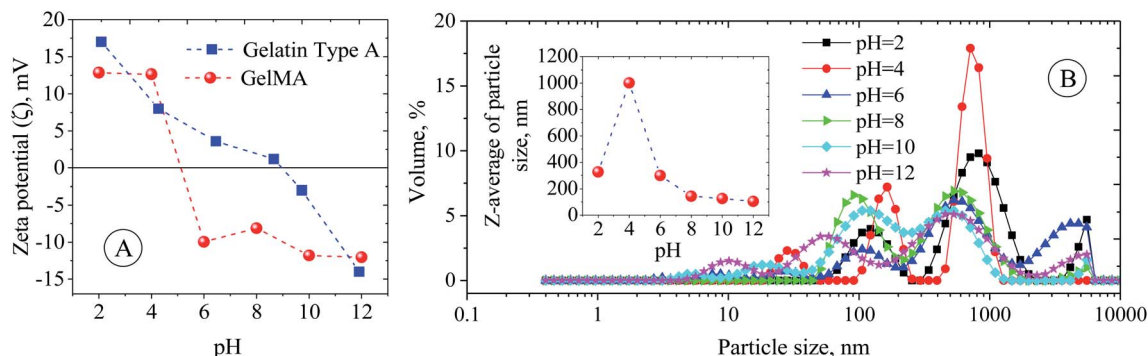 20
15
10
5
0
-5
-10
-15
Zeta potential (ζ), mV
Gelatin Type A
GelMA
A
2 4 6 8 10 12
pH
20
15
10
5
0
Volume, %
1200
1000
800
600
400
200
0
Z-average of particle
size, nm
2 4 6 8 10 12
pH
pH=2
pH=4
pH=6
pH=8
pH=10
pH=12
B
0.1 1 10 100 1000 10000
Particle size, nm